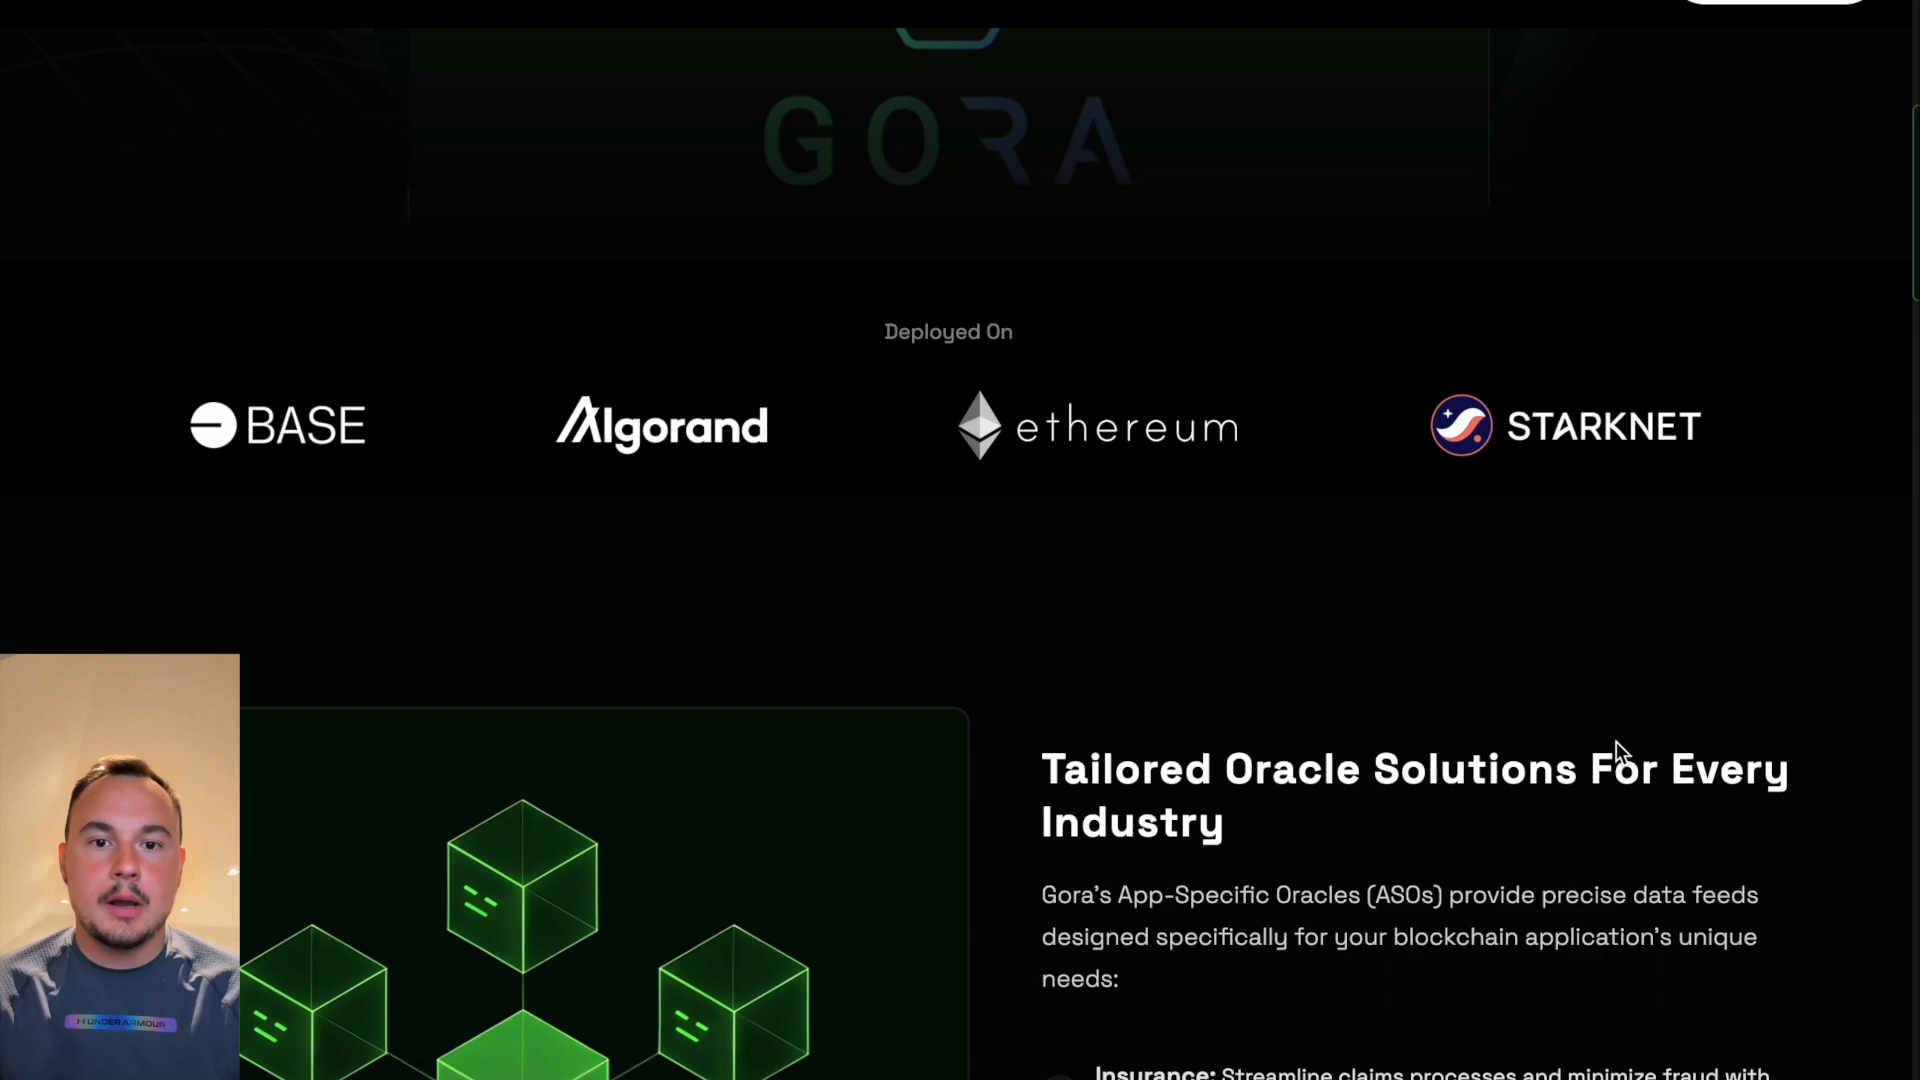 GORA
Deployed On
BASE
Algorand
ethereum
STARKNET
Tailored Oracle Solutions For Every
Industry
Gora's App-Specific Oracles (ASOs) provide precise data feeds
designed specifically for your blockchain application's unique
needs:
Insurance: Streamline claims processes and minimize fraud with
UNDER ARMOUR